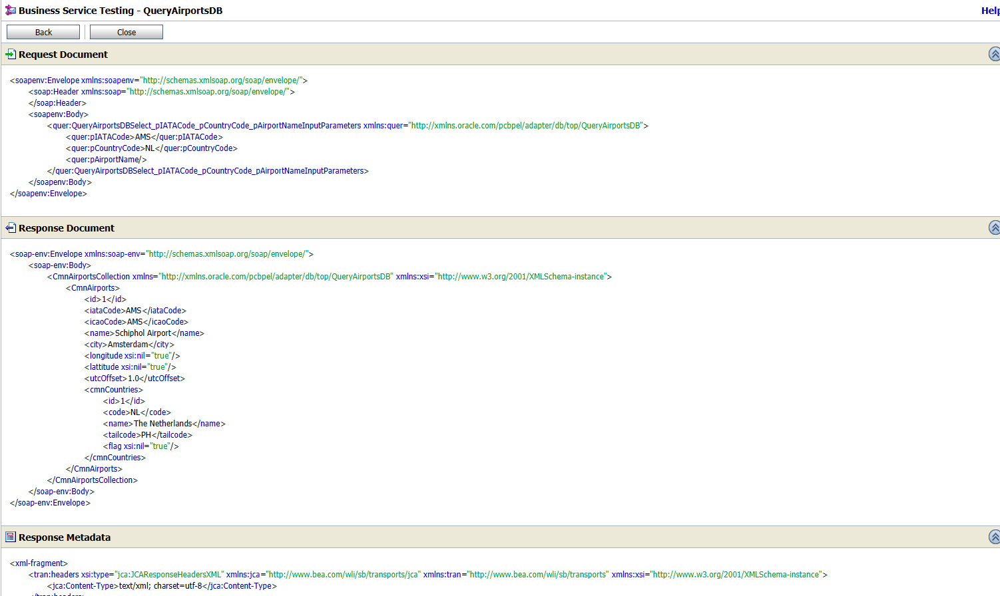 Business Service Testing - QueryAirportsDB
Help
Back Close
Request Document
<soapenv:Envelope xmlns:soapenv="http://schemas.xmlsoap.org/soap/envelope/">
<soap:Header xmlns:soap="http://schemas.xmlsoap.org/soap/envelope/">
</soap:Header>
<soapenv:Body>
<quer:QueryAirportsDBSelect_pIATACode_pCountryCode_pAirportNameInputParameters xmlns:quer="http://xmlns.oracle.com/pcbpel/adapter/db/top/QueryAirportsDB">
<quer:pIATACode>AMS</quer:pIATACode>
<quer:pCountryCode>NL</quer:pCountryCode>
<quer:pAirportName/>
</quer:QueryAirportsDBSelect_pIATACode_pCountryCode_pAirportNameInputParameters>
</soapenv:Body>
</soapenv:Envelope>
Response Document
<soap-env:Envelope xmlns:soap-env="http://schemas.xmlsoap.org/soap/envelope/">
<soap-env:Body>
<CmnAirportsCollection xmlns="http://xmlns.oracle.com/pcbpel/adapter/db/top/QueryAirportsDB" xmlns:xsi="http://www.w3.org/2001/XMLSchema-instance">
<CmnAirports>
<id>1</id>
<iataCode>AMS</iataCode>
<icaoCode>AMS</icaoCode>
<name>Schiphol Airport</name>
<city>Amsterdam</city>
<longitude xsi:nil="true"/>
<lattitude xsi:nil="true"/>
<utcOffset>1.0</utcOffset>
<cmnCountries>
<id>1</id>
<code>NL</code>
<name>The Netherlands</name>
<tailcode>PH</tailcode>
<flag xsi:nil="true"/>
</cmnCountries>
</CmnAirports>
</CmnAirportsCollection>
</soap-env:Body>
</soap-env:Envelope>
Response Metadata
<xml-fragment>
<tran:headers xsi:type="jca:JCAResponseHeadersXML" xmlns:jca="http://www.bea.com/wli/sb/transports/jca" xmlns:tran="http://www.bea.com/wli/sb/transports" xmlns:xsi="http://www.w3.org/2001/XMLSchema-instance">
<jca:Content-Type>text/xml; charset=utf-8</jca:Content-Type>